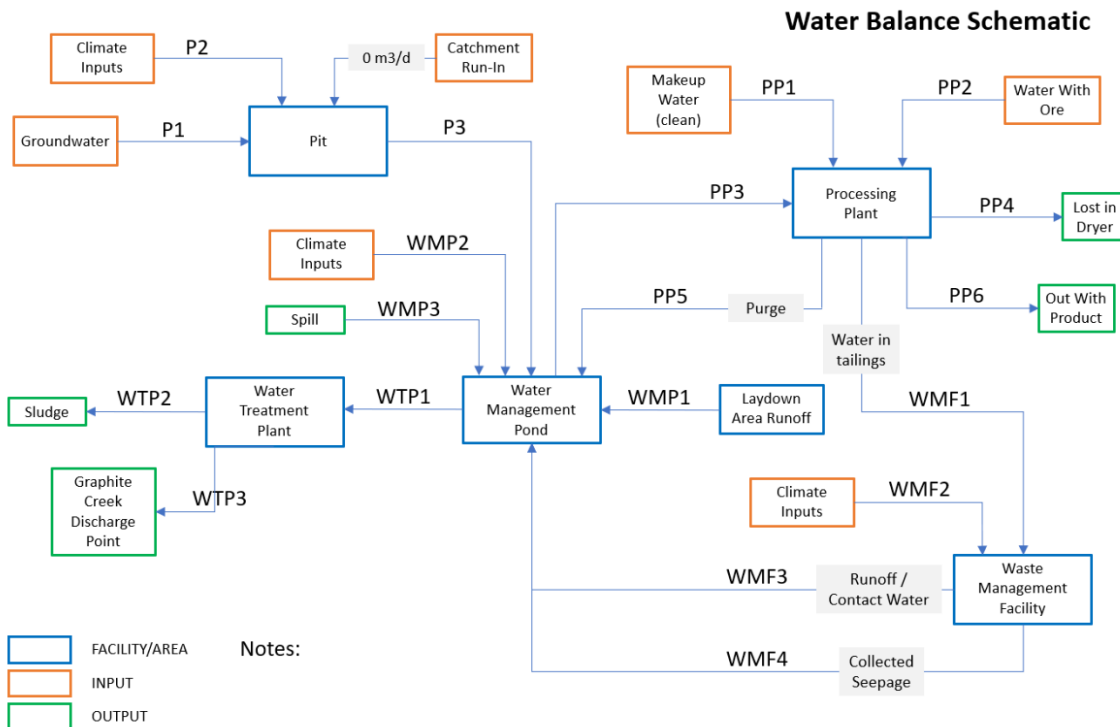 Water Balance Schematic
Climate
Inputs
P2
0 m3/d
Catchment
Run-In
Makeup
Water
(clean)
PP1
PP2
Water With
Ore
Groundwater
P1
Pit
P3
PP3
Processing
Plant
PP4
Lost in
Dryer
Climate
Inputs
WMP2
PP5
Purge
PP6
Out With
Product
Spill
WMP3
Water in
tailings
Sludge
WTP2
Water
Treatment
Plant
WTP1
Water
Management
Pond
WMP1
Laydown
Area Runoff
WMF1
Graphite
Creek
Discharge
Point
WTP3
Climate
Inputs
WMF2
WMF3
Runoff /
Contact Water
Waste
Management
Facility
FACILITY/AREA
Notes:
WMF4
Collected
Seepage
INPUT
OUTPUT